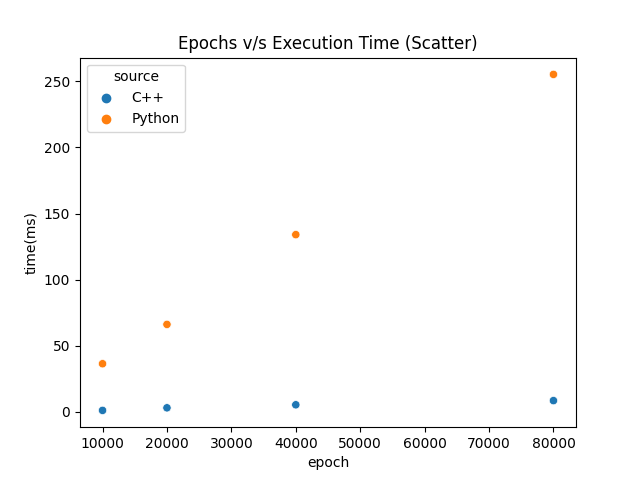 Epochs v/s Execution Time (Scatter)
source
C++
Python
250
200
150
100
50
0
time(ms)
10000 20000 30000 40000 50000 60000 70000 80000
epoch